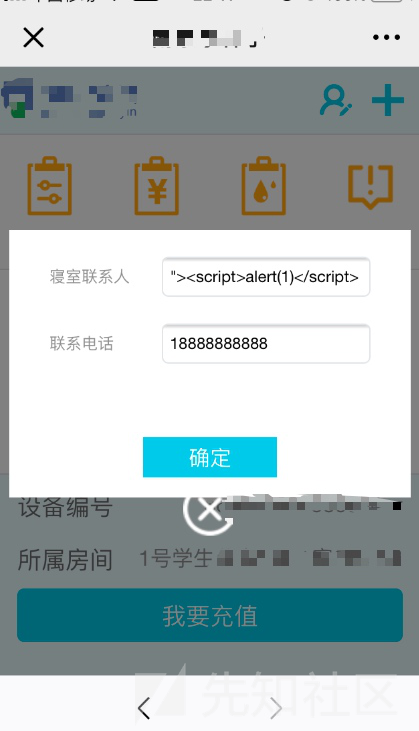 寝室联系人 "><script>alert(1)</script>
联系电话 18888888888
确定
设备编号
所属房间 1号学生
我要充值
先知社区